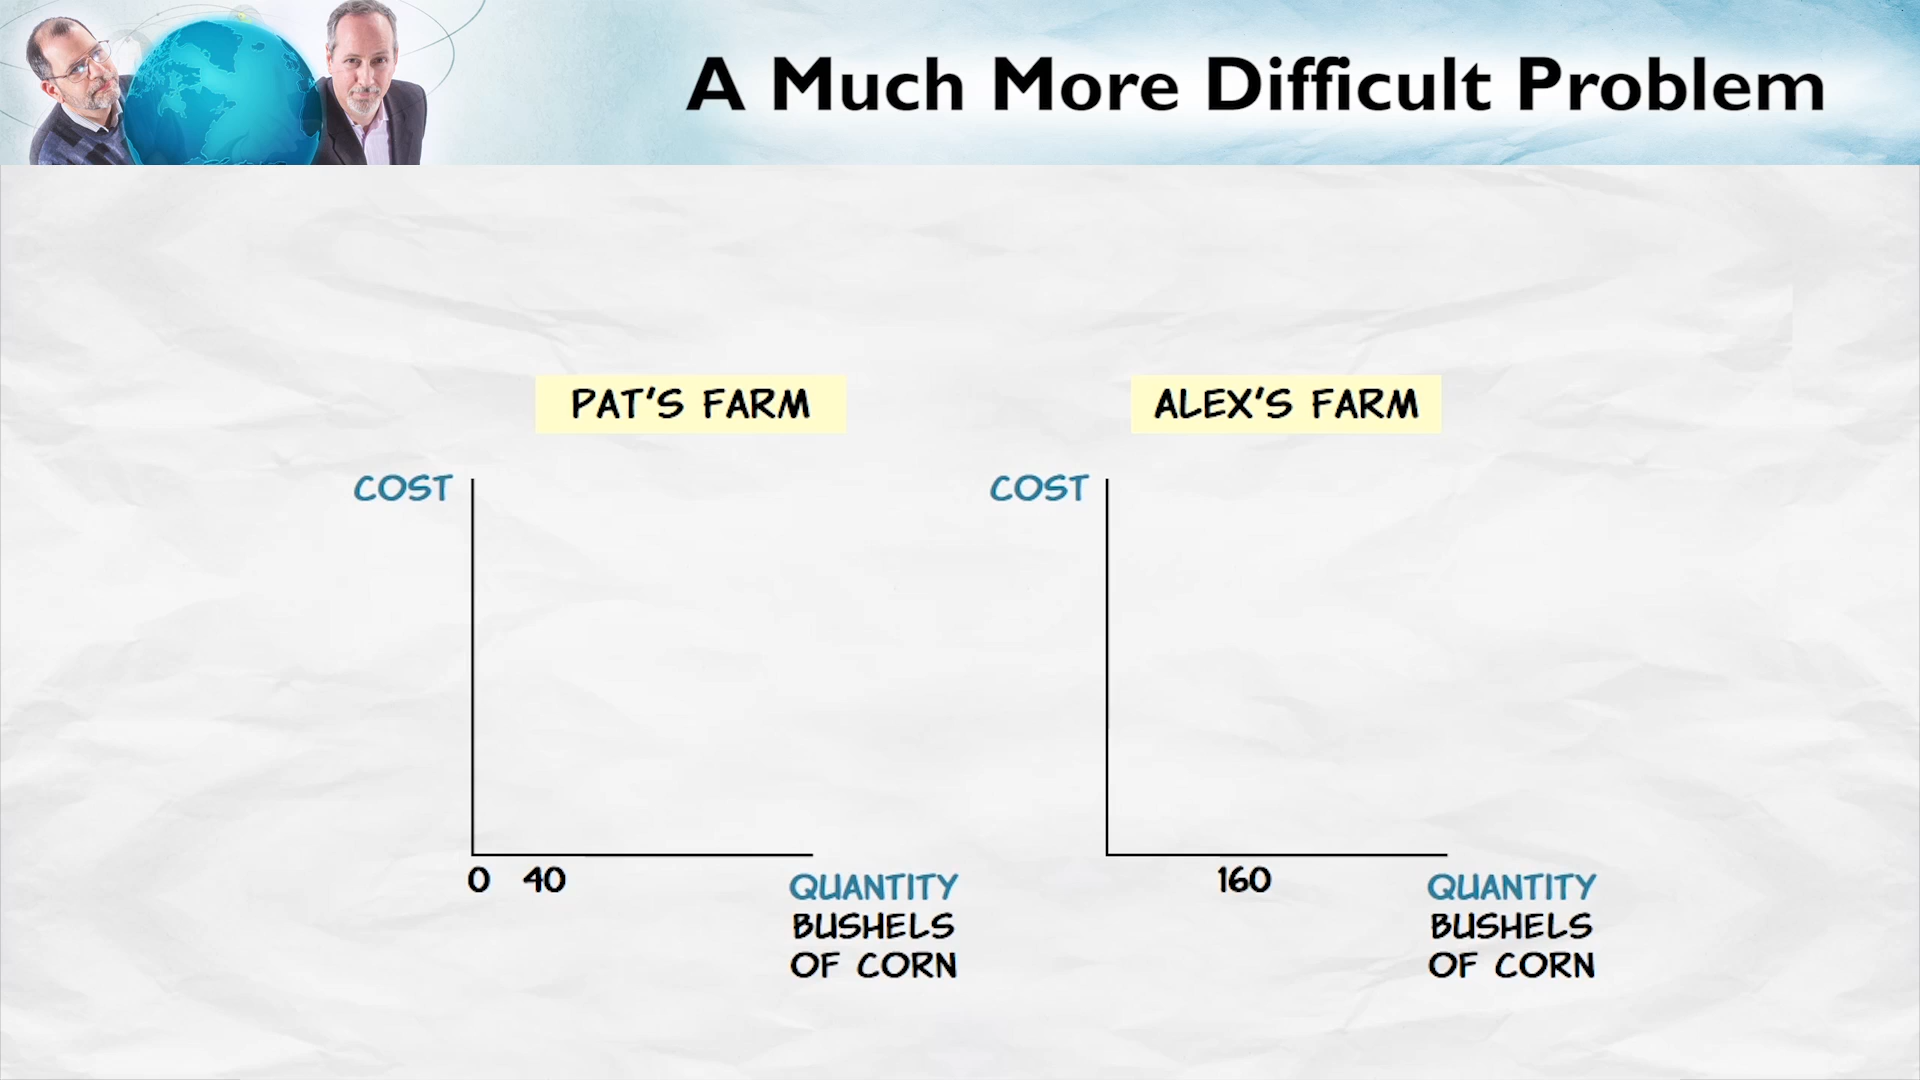 A Much More Difficult Problem
PAT'S FARM
COST
0 40
QUANTITY
BUSHELS
OF CORN
ALEX'S FARM
COST
160
QUANTITY
BUSHELS
OF CORN